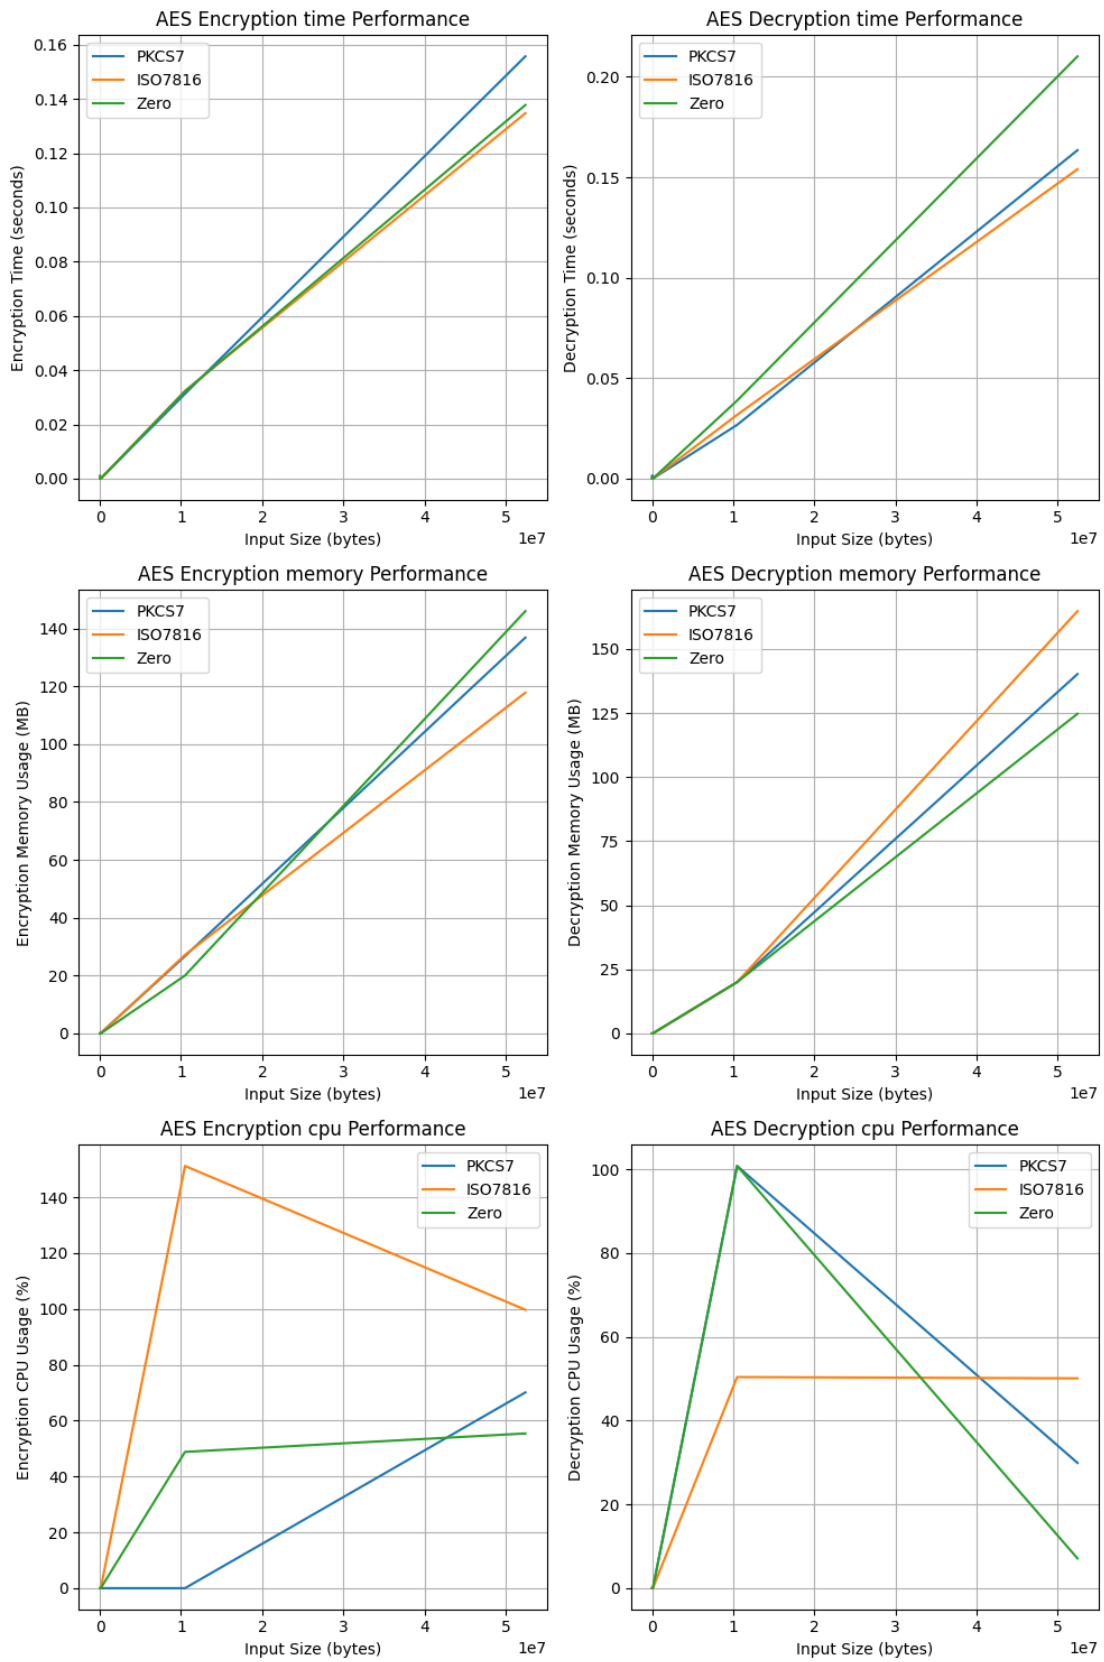 AES Encryption time Performance
Encryption Time (seconds)
0.16
0.14
0.12
0.10
0.08
0.06
0.04
0.02
0.00
PKCS7
ISO7816
Zero
0 1 2 3 4 5
1e7
Input Size (bytes)
AES Decryption time Performance
Decryption Time (seconds)
0.20
0.15
0.10
0.05
0.00
PKCS7
ISO7816
Zero
0 1 2 3 4 5
1e7
Input Size (bytes)
AES Encryption memory Performance
Encryption Memory Usage (MB)
140
120
100
80
60
40
20
0
PKCS7
ISO7816
Zero
0 1 2 3 4 5
1e7
Input Size (bytes)
AES Decryption memory Performance
Decryption Memory Usage (MB)
150
125
100
75
50
25
0
PKCS7
ISO7816
Zero
0 1 2 3 4 5
1e7
Input Size (bytes)
AES Encryption cpu Performance
Encryption CPU Usage (%)
140
120
100
80
60
40
20
0
PKCS7
ISO7816
Zero
0 1 2 3 4 5
1e7
Input Size (bytes)
AES Decryption cpu Performance
Decryption CPU Usage (%)
100
80
60
40
20
0
PKCS7
ISO7816
Zero
0 1 2 3 4 5
1e7
Input Size (bytes)